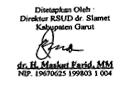 Ditetapkan Oleh :
Direktur RSUD dr. Slamet
Kabupaten Garut
dr. H. Maskut Farid, MM
NIP. 19670625 199803 1 004